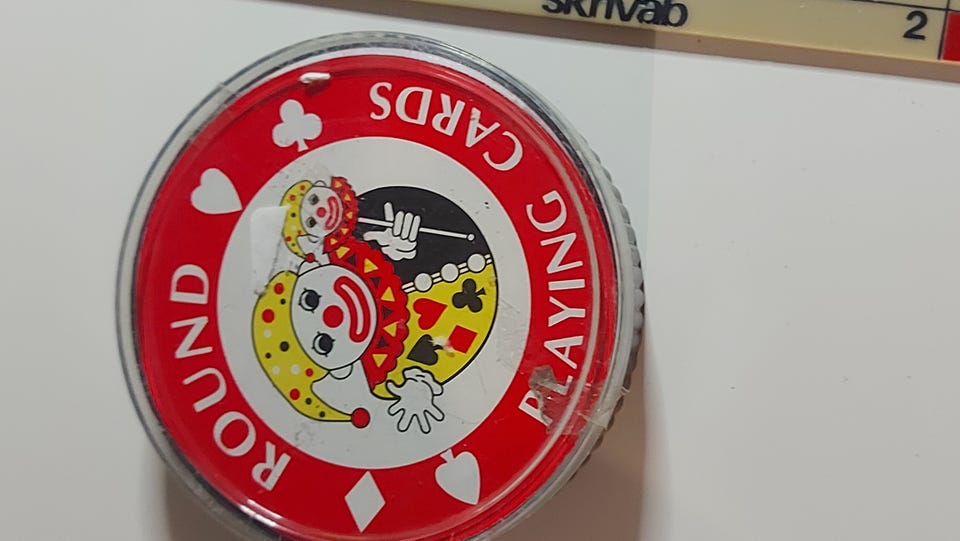 skrivab
2
ROUND
PLAYING CARDS